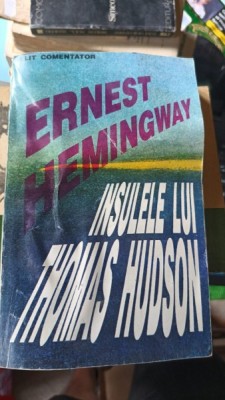 LIT COMENTATOR
ERNEST
HEMINGWAY
INSULELE LUI
THOMAS HUDSON